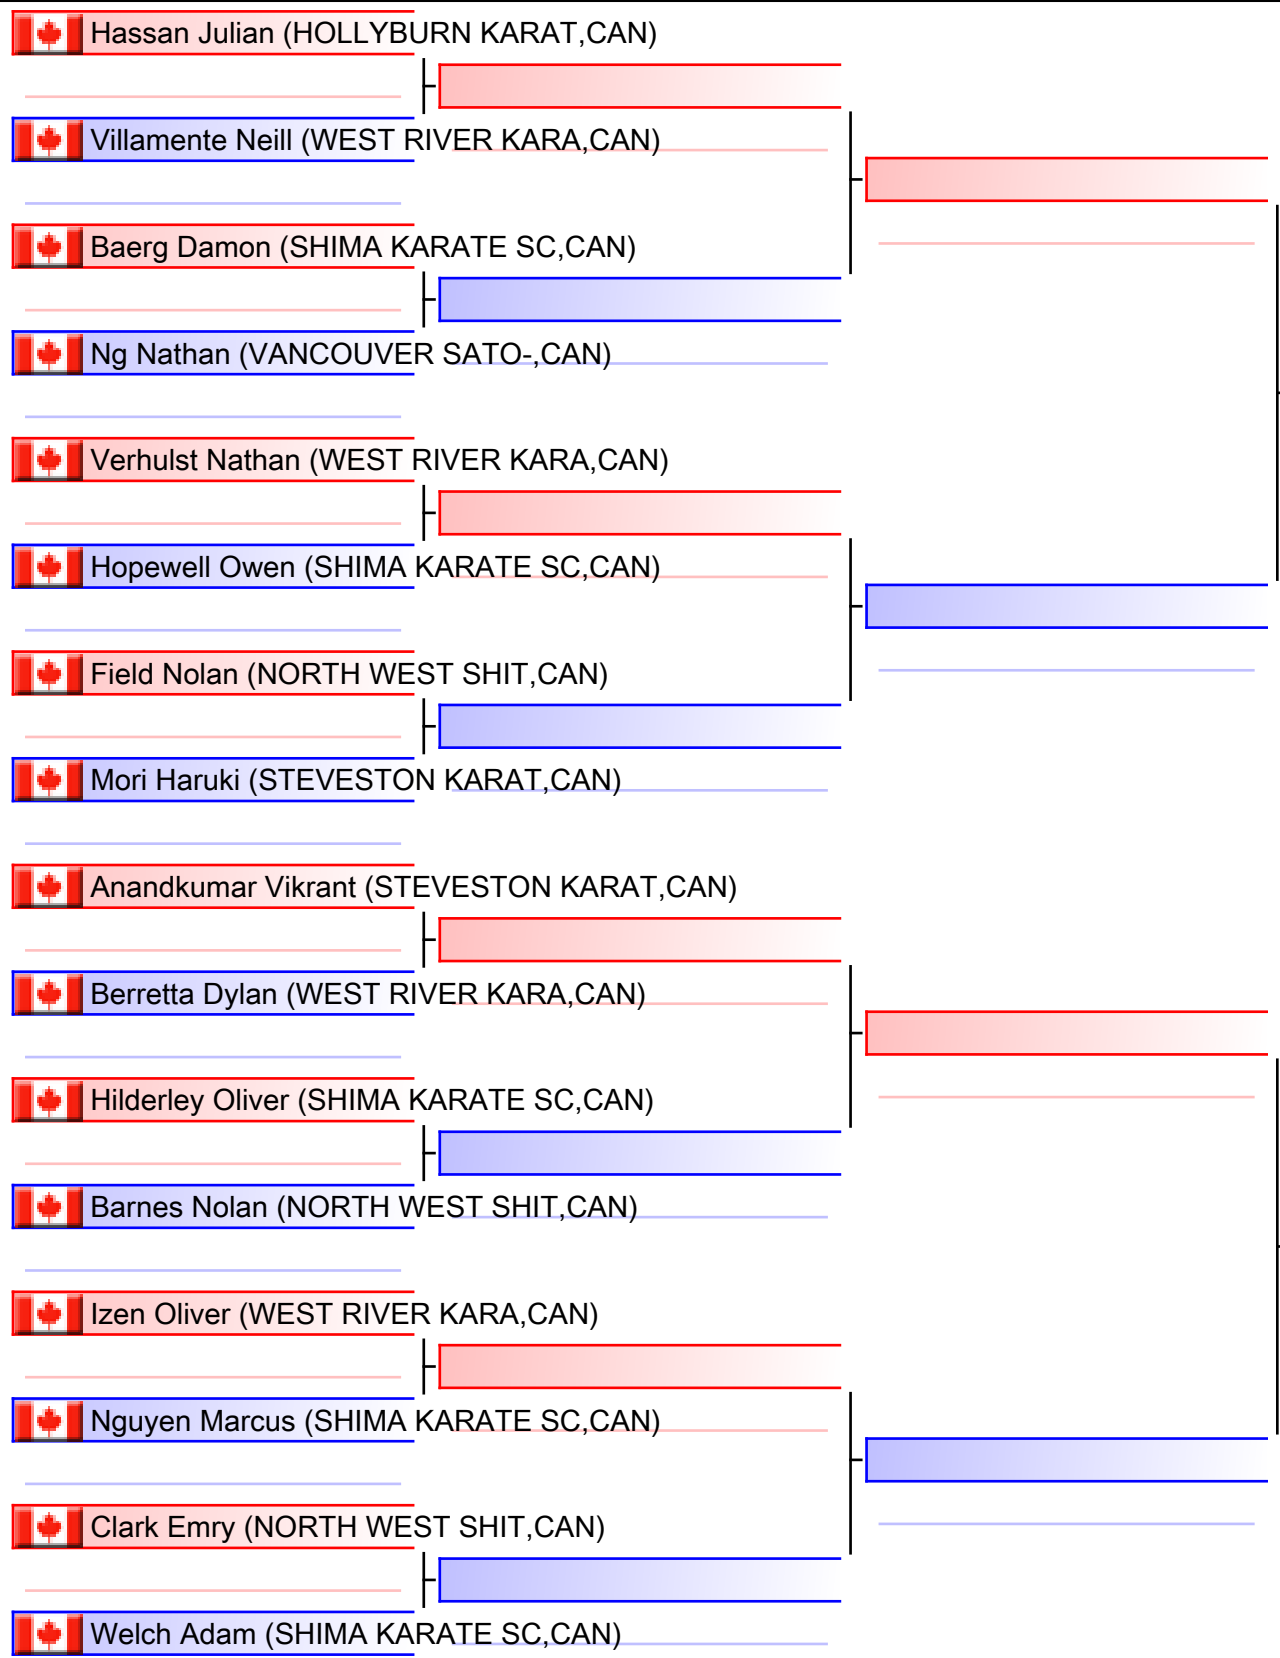 Hassan Julian (HOLLYBURN KARAT,CAN)
Villamente Neill (WEST RIVER KARA,CAN)
Baerg Damon (SHIMA KARATE SC,CAN)
Ng Nathan (VANCOUVER SATO-,CAN)
Verhulst Nathan (WEST RIVER KARA,CAN)
Hopewell Owen (SHIMA KARATE SC,CAN)
Field Nolan (NORTH WEST SHIT,CAN)
Mori Haruki (STEVESTON KARAT,CAN)
Anandkumar Vikrant (STEVESTON KARAT,CAN)
Berretta Dylan (WEST RIVER KARA,CAN)
Hilderley Oliver (SHIMA KARATE SC,CAN)
Barnes Nolan (NORTH WEST SHIT,CAN)
Izen Oliver (WEST RIVER KARA,CAN)
Nguyen Marcus (SHIMA KARATE SC,CAN)
Clark Emry (NORTH WEST SHIT,CAN)
Welch Adam (SHIMA KARATE SC,CAN)